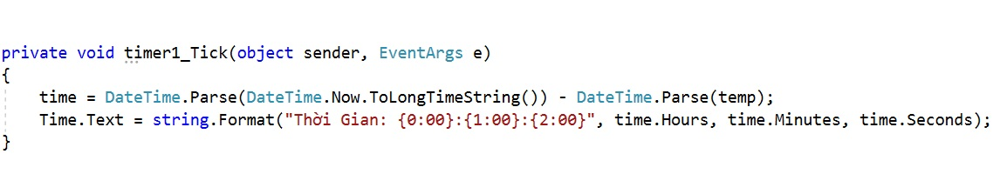 private void timer1_Tick(object sender, EventArgs e)
{
    time = DateTime.Parse(DateTime.Now.ToLongTimeString()) - DateTime.Parse(temp);
    Time.Text = string.Format("Thời Gian: {0:00}:{1:00}:{2:00}", time.Hours, time.Minutes, time.Seconds);
}